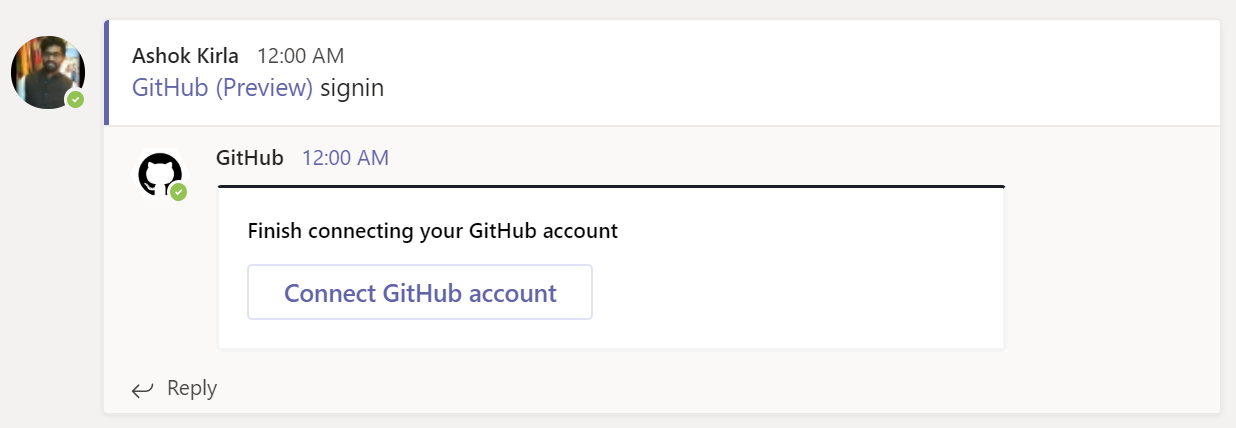 Ashok Kirla 12:00 AM
GitHub (Preview) signin
GitHub 12:00 AM
Finish connecting your GitHub account
Connect GitHub account
Reply